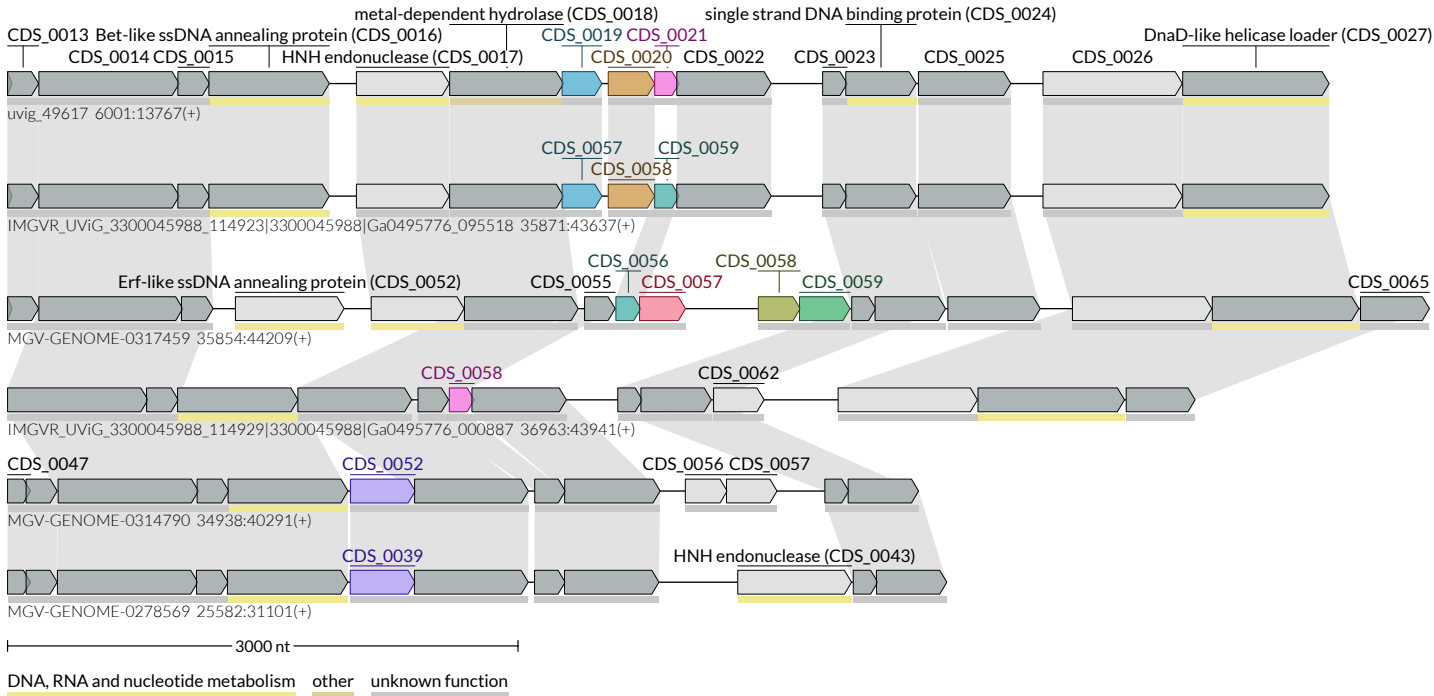 metal-dependent hydrolase (CDS_0018) single strand DNA binding protein (CDS_0024)
CDS_0013 Bet-like ssDNA annealing protein (CDS_0016) CDS_0019 CDS_0021 DnaD-like helicase loader (CDS_0027)
CDS_0014 CDS_0015 HNH endonuclease (CDS_0017) CDS_0020 CDS_0022 CDS_0023 CDS_0025 CDS_0026
uvig_49617 6001:13767(+)
CDS_0057 CDS_0059
CDS_0058
IMGVR_UViG_3300045988_114923|3300045988|Ga0495776_095518 35871:43637(+)
CDS_0056 CDS_0058
Erf-like ssDNA annealing protein (CDS_0052) CDS_0055 CDS_0057 CDS_0059 CDS_0065
MGV-GENOME-0317459 35854:44209(+)
CDS_0058 CDS_0062
IMGVR_UViG_3300045988_114929|3300045988|Ga0495776_000887 36963:43941(+)
CDS_0047 CDS_0052 CDS_0056 CDS_0057
MGV-GENOME-0314790 34938:40291(+)
CDS_0039 HNH endonuclease (CDS_0043)
MGV-GENOME-0278569 25582:31101(+)
3000 nt
DNA, RNA and nucleotide metabolism other unknown function